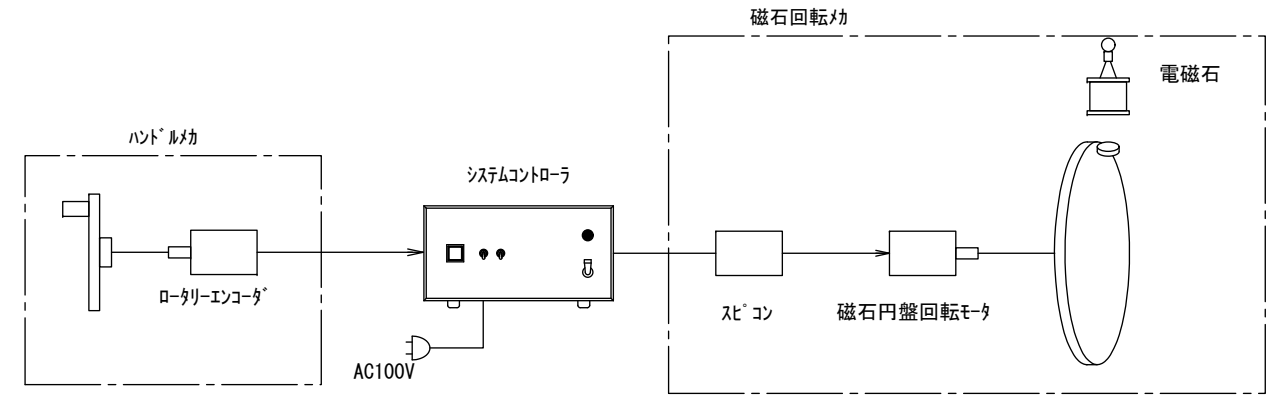 磁石回転ﾒｶ
電磁石
ﾊﾝﾄﾞﾙﾒｶ
ｼｽﾃﾑｺﾝﾄﾛｰﾗ
ﾛｰﾀﾘｰｴﾝｺｰﾀﾞ
ｽﾋﾟｺﾝ
磁石円盤回転ﾓｰﾀ
AC100V